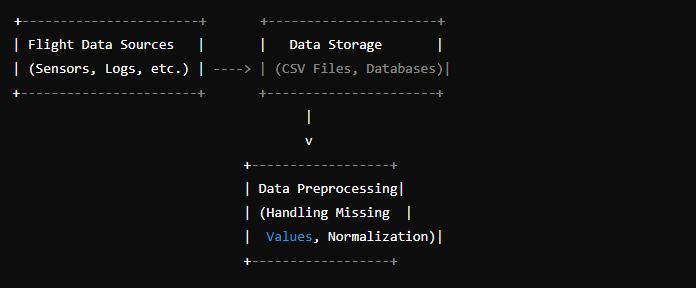 +-----------------------+       +----------------------+
| Flight Data Sources   |       |   Data Storage       |
| (Sensors, Logs, etc.) | ----> | (CSV Files, Databases)|
+-----------------------+       +----------------------+
                                      |
                                      v
                              +------------------+
                              | Data Preprocessing|
                              | (Handling Missing  |
                              |  Values, Normalization)|
                              +------------------+